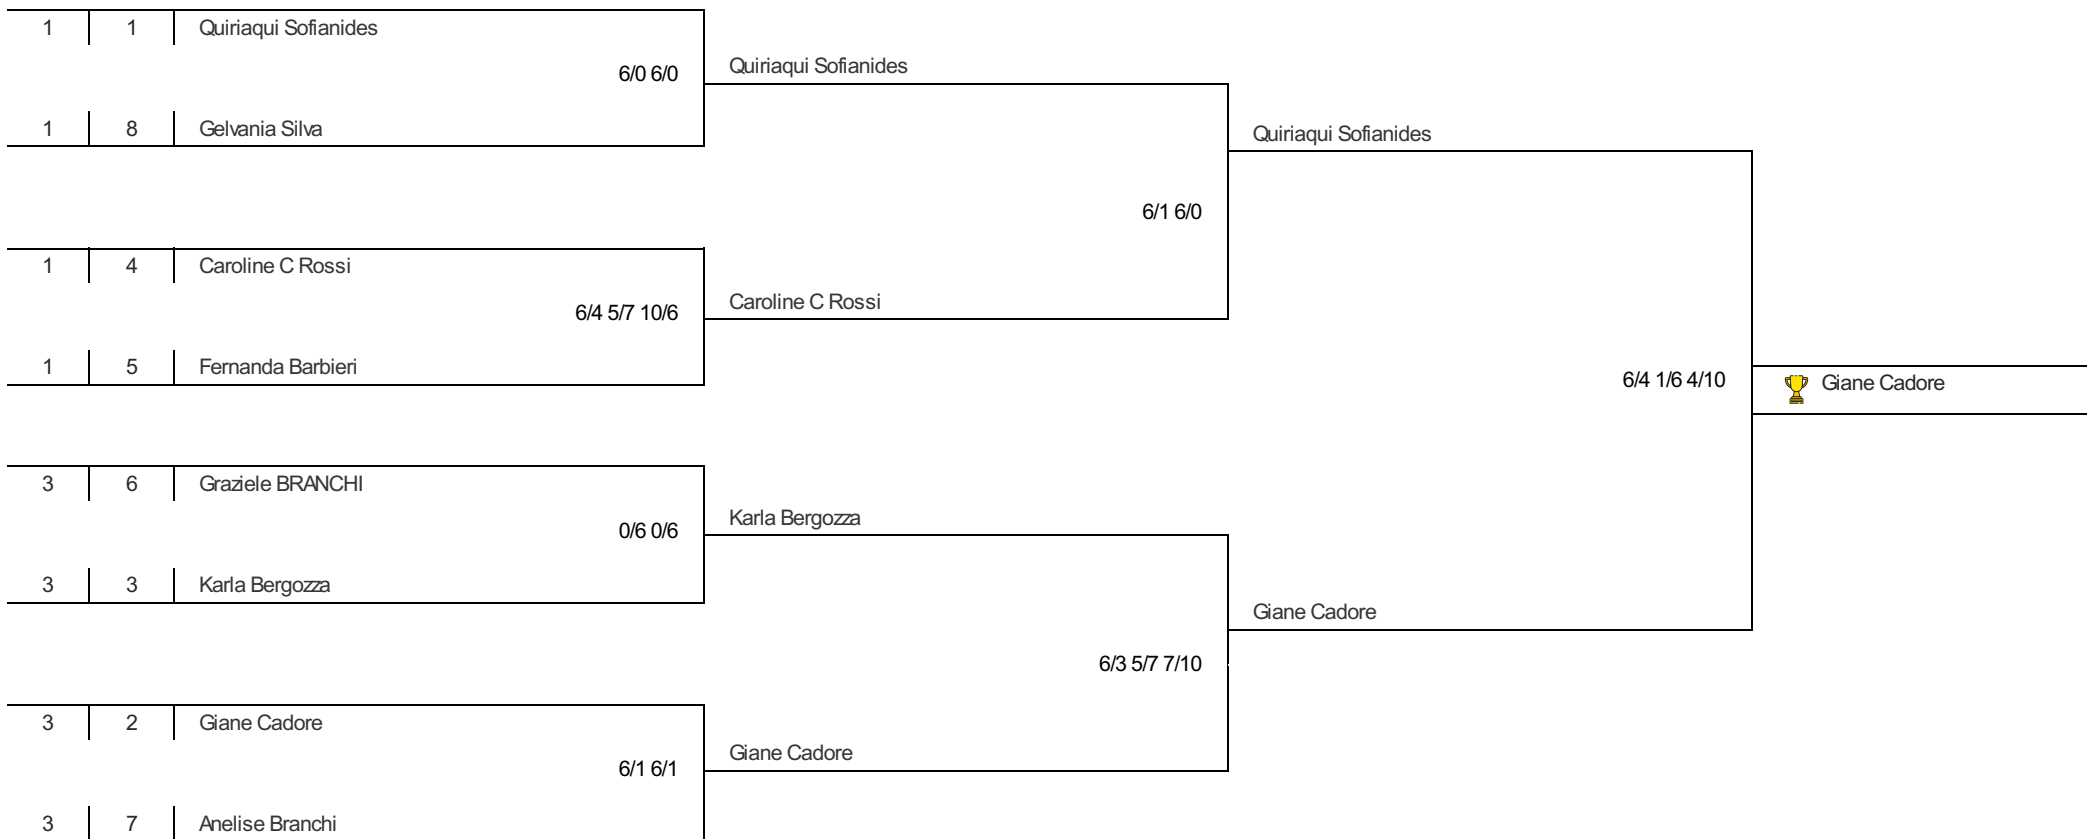 1 1 Quiriaqui Sofianides
6/0 6/0
Quiriaqui Sofianides
1 8 Gelvania Silva
Quiriaqui Sofianides
6/1 6/0
1 4 Caroline C Rossi
6/4 5/7 10/6
Caroline C Rossi
1 5 Fernanda Barbieri
6/4 1/6 4/10
Giane Cadore
3 6 Graziele BRANCHI
0/6 0/6
Karla Bergozza
3 3 Karla Bergozza
Giane Cadore
6/3 5/7 7/10
3 2 Giane Cadore
6/1 6/1
Giane Cadore
3 7 Anelise Branchi